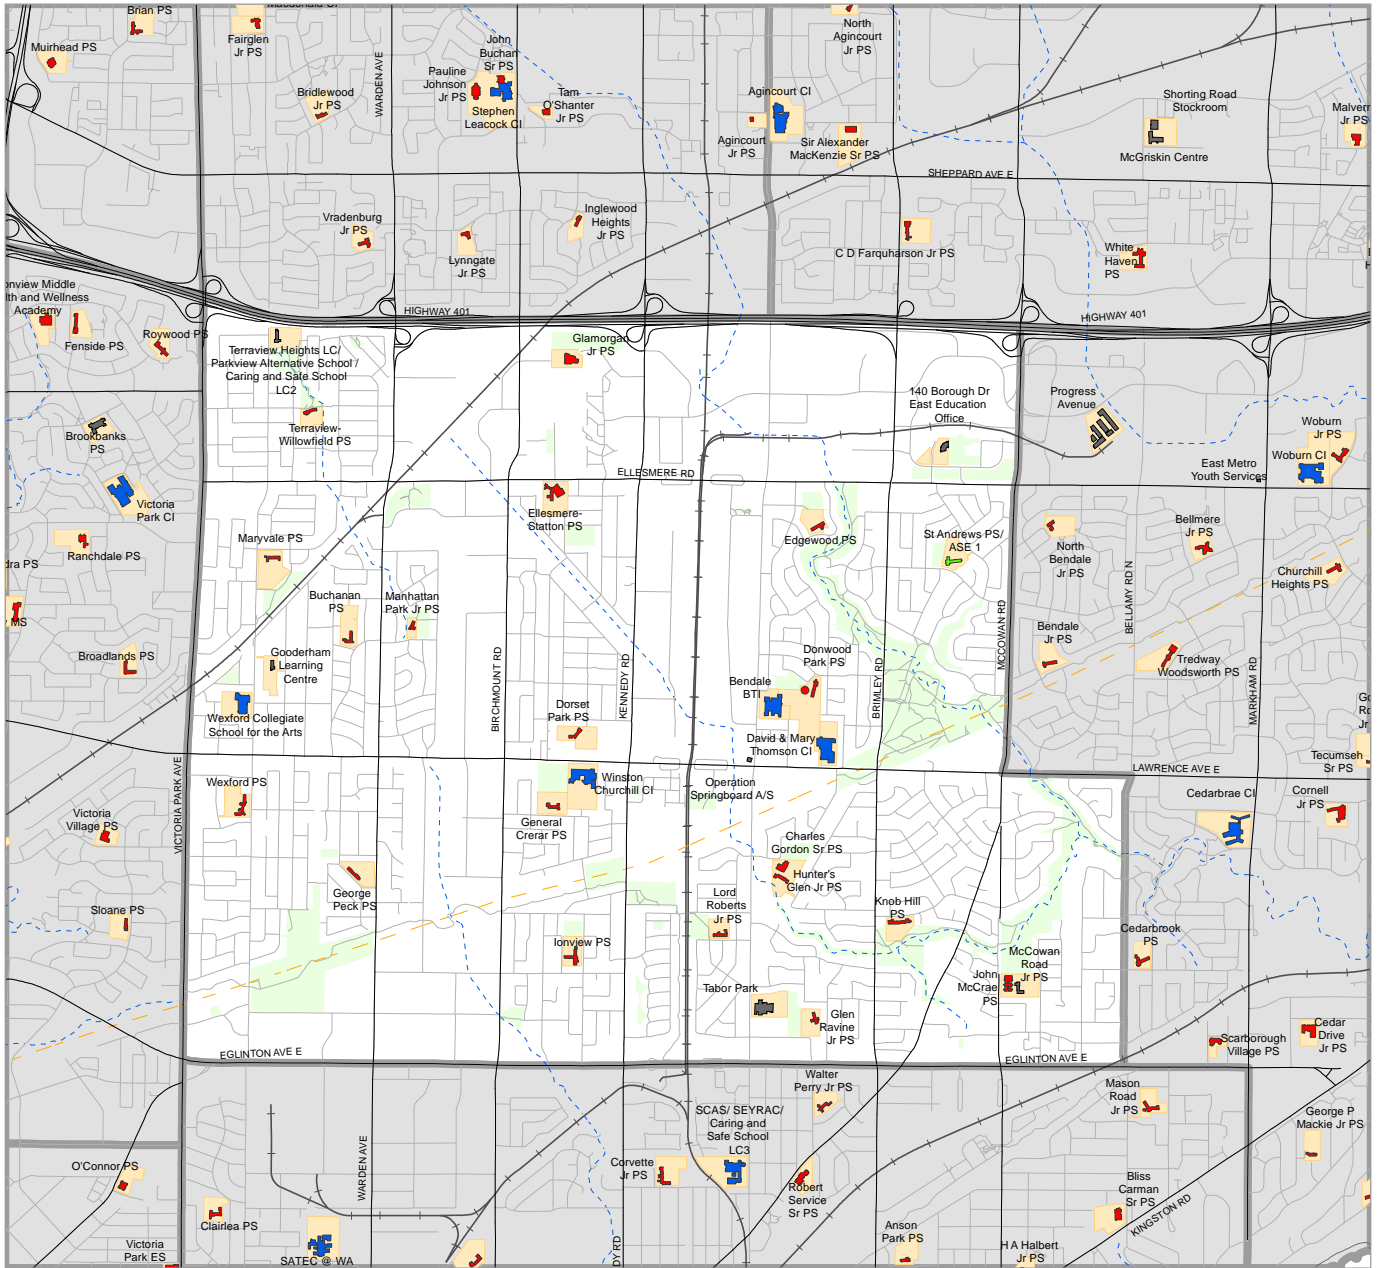 Brian PS
Muirhead PS
Fairglen
Jr PS
Bridlewood
Jr PS
WARDEN AVE
John
Buchan
Sr PS
Pauline
Johnson
Jr PS
Stephen
Leacock CI
Tam
O'Shanter
Jr PS
North
Agincourt
Jr PS
Agincourt CI
Agincourt
Jr PS
Sir Alexander
MacKenzie Sr PS
Shorting Road
Stockroom
McGriskin Centre
Malvern
Jr PS
SHEPPARD AVE E
Vradenburg
Jr PS
Lynngate
Jr PS
Inglewood
Heights
Jr PS
C D Farquharson Jr PS
White
Haven
PS
HIGHWAY 401
HIGHWAY 401
onview Middle
lth and Wellness
Academy
Fenside PS
Roywood PS
Terraview Heights LC/
Parkview Alternative School /
Caring and Safe School
LC2
Terraview-
Willowfield PS
Glamorgan
Jr PS
140 Borough Dr
East Education
Office
Progress
Avenue
Woburn
Jr PS
Woburn CI
East Metro
Youth Services
Brookbanks
PS
Victoria
Park CI
Ranchdale PS
dra PS
MS
Broadlands PS
ELLESMERE RD
Ellesmere-
Statton PS
Edgewood PS
St Andrews PS/
ASE 1
North
Bendale
Jr PS
Bellmere
Jr PS
Churchill
Heights PS
Maryvale PS
Buchanan
PS
Manhattan
Park Jr PS
Gooderham
Learning
Centre
Wexford Collegiate
School for the Arts
BIRCHMOUNT RD
KENNEDY RD
Dorset
Park PS
Donwood
Park PS
Bendale
BTI
David & Mary
Thomson CI
BRIMLEY RD
MCCOWAN RD
BELLAMY RD N
Bendale
Jr PS
Tredway
Woodsworth PS
MARKHAM RD
Tecumseh
Sr PS
LAWRENCE AVE E
VICTORIA PARK AVE
Wexford PS
Victoria
Village PS
Winston
Churchill CI
General
Crerar PS
Operation
Springboard A/S
Cedarbrae CI
Cornell
Jr PS
George
Peck PS
Charles
Gordon Sr PS
Hunter's
Glen Jr PS
Lord
Roberts
Jr PS
Knob Hill
PS
Sloane PS
Ionview PS
Cedarbrook
PS
McCowan
Road
Jr PS
John
McCrae
PS
Tabor Park
Glen
Ravine
Jr PS
Scarborough
Village PS
Cedar
Drive
Jr PS
EGLINTON AVE E
EGLINTON AVE E
Walter
Perry Jr PS
Mason
Road
Jr PS
George P
Mackie Jr PS
SCAS/ SEYRAC/
Caring and
Safe School
LC3
Corvette
Jr PS
Robert
Service
Sr PS
WARDEN AVE
O'Connor PS
Clairlea PS
Victoria
Park ES
SATEC @ WA
DY RD
Anson
Park PS
H A Halbert
Jr PS
Bliss
Carman
Sr PS
KINGSTON RD